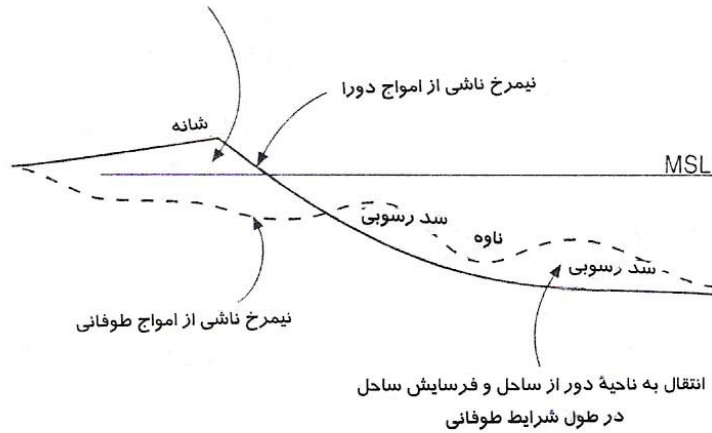 نیمرخ ناشی از امواج دورا
شانه
MSL
سد رسوبی
ناوه
سد رسوبی
نیمرخ ناشی از امواج طوفانی
انتقال به ناحیهٔ دور از ساحل و فرسایش ساحل
در طول شرایط طوفانی